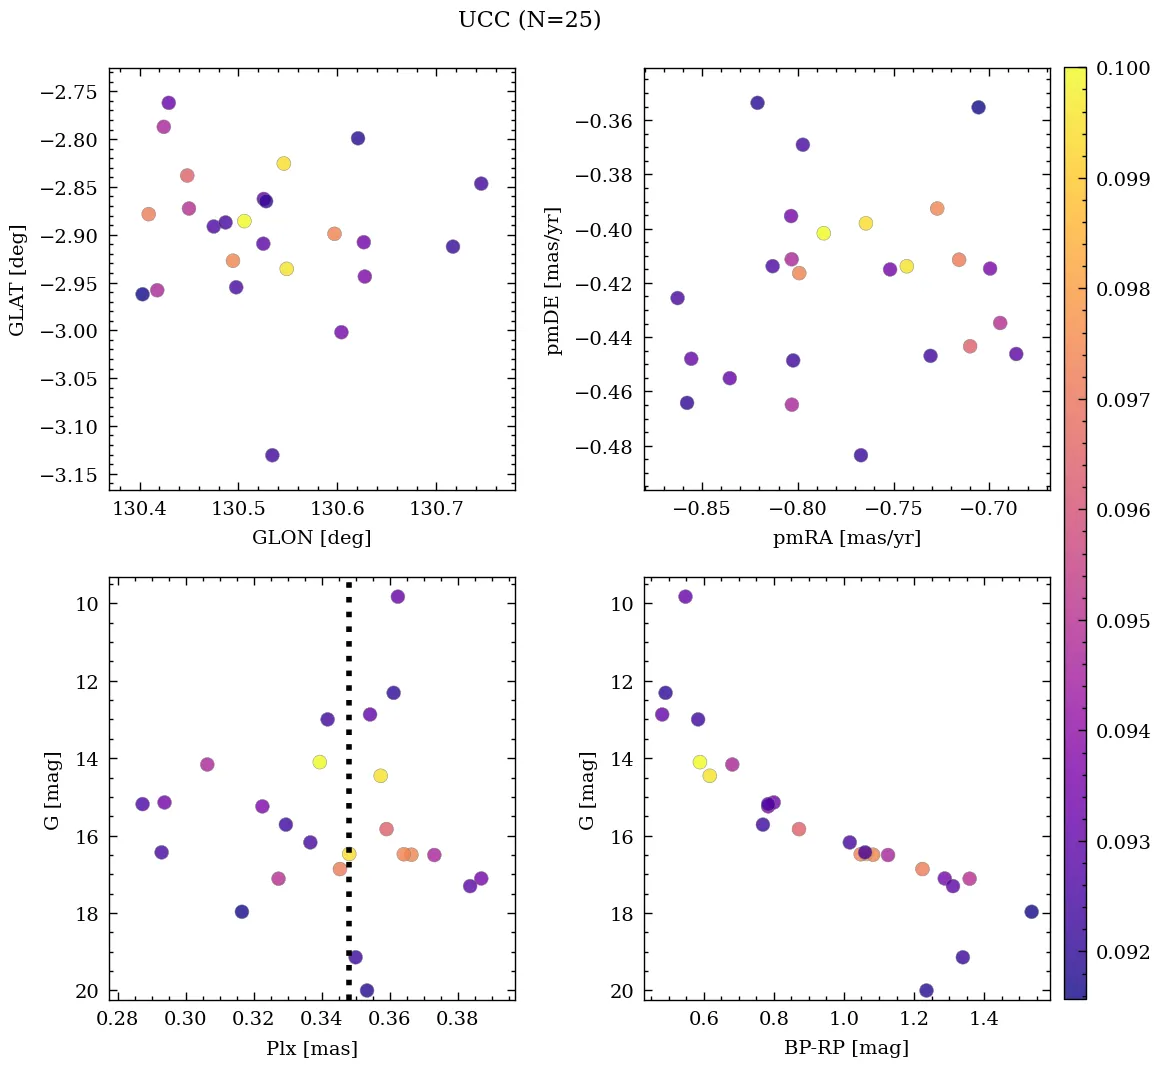 UCC (N=25)
−2.75
−2.80
−2.85
−2.90
−2.95
−3.00
−3.05
−3.10
−3.15
GLAT [deg]
130.4 130.5 130.6 130.7
GLON [deg]
−0.36
−0.38
−0.40
−0.42
−0.44
−0.46
−0.48
pmDE [mas/yr]
−0.85 −0.80 −0.75 −0.70
pmRA [mas/yr]
10
12
14
16
18
20
G [mag]
0.28 0.30 0.32 0.34 0.36 0.38
Plx [mas]
10
12
14
16
18
20
G [mag]
0.6 0.8 1.0 1.2 1.4
BP-RP [mag]
0.100
0.099
0.098
0.097
0.096
0.095
0.094
0.093
0.092